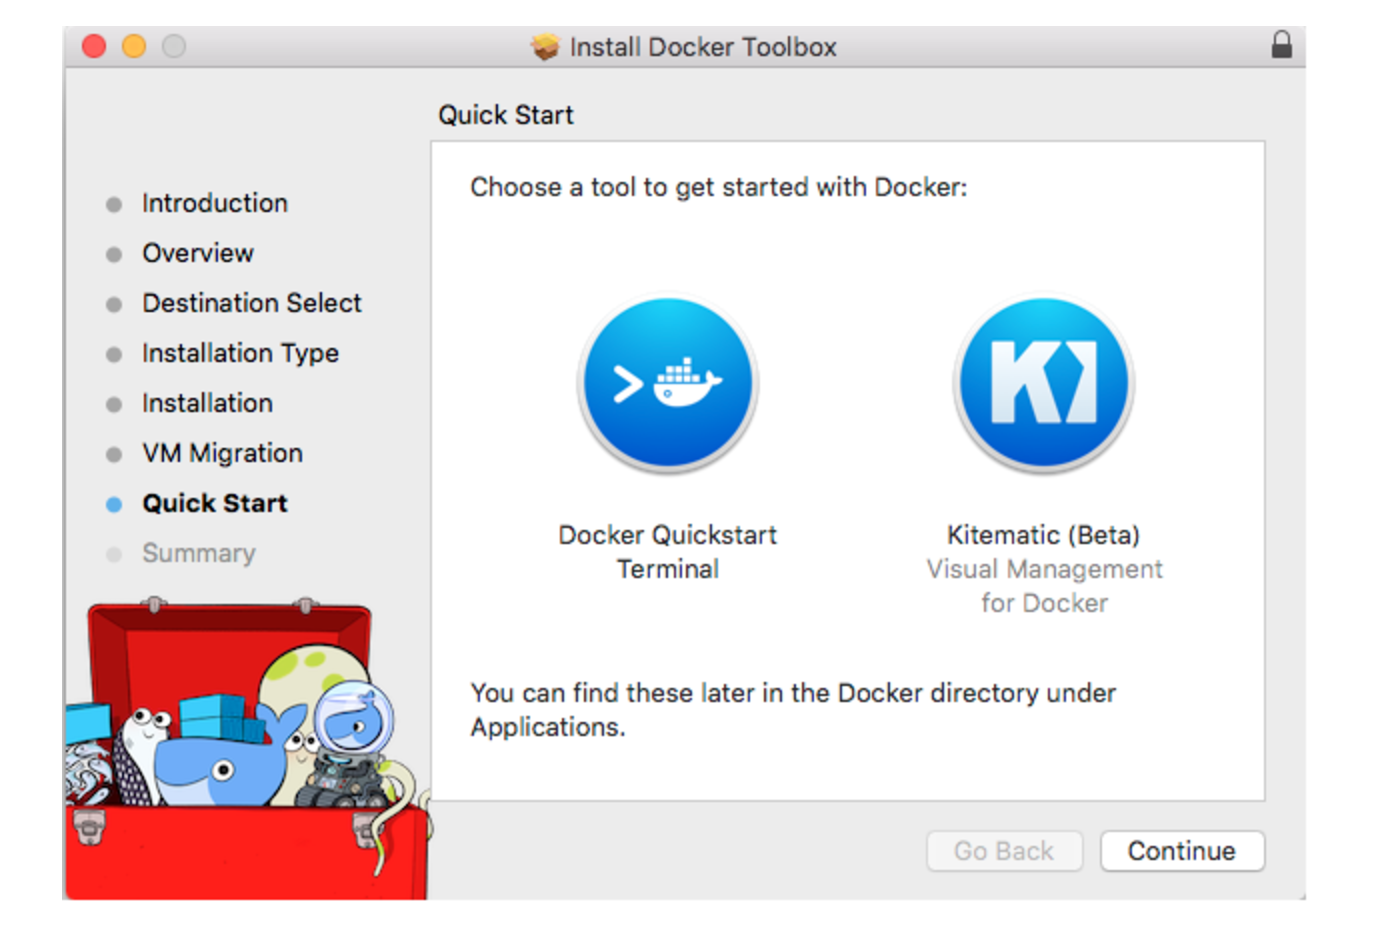 Install Docker Toolbox
Quick Start
Introduction
Overview
Destination Select
Installation Type
Installation
VM Migration
Quick Start
Summary
Choose a tool to get started with Docker:
Docker Quickstart
Terminal
Kitematic (Beta)
Visual Management
for Docker
You can find these later in the Docker directory under
Applications.
Go Back
Continue